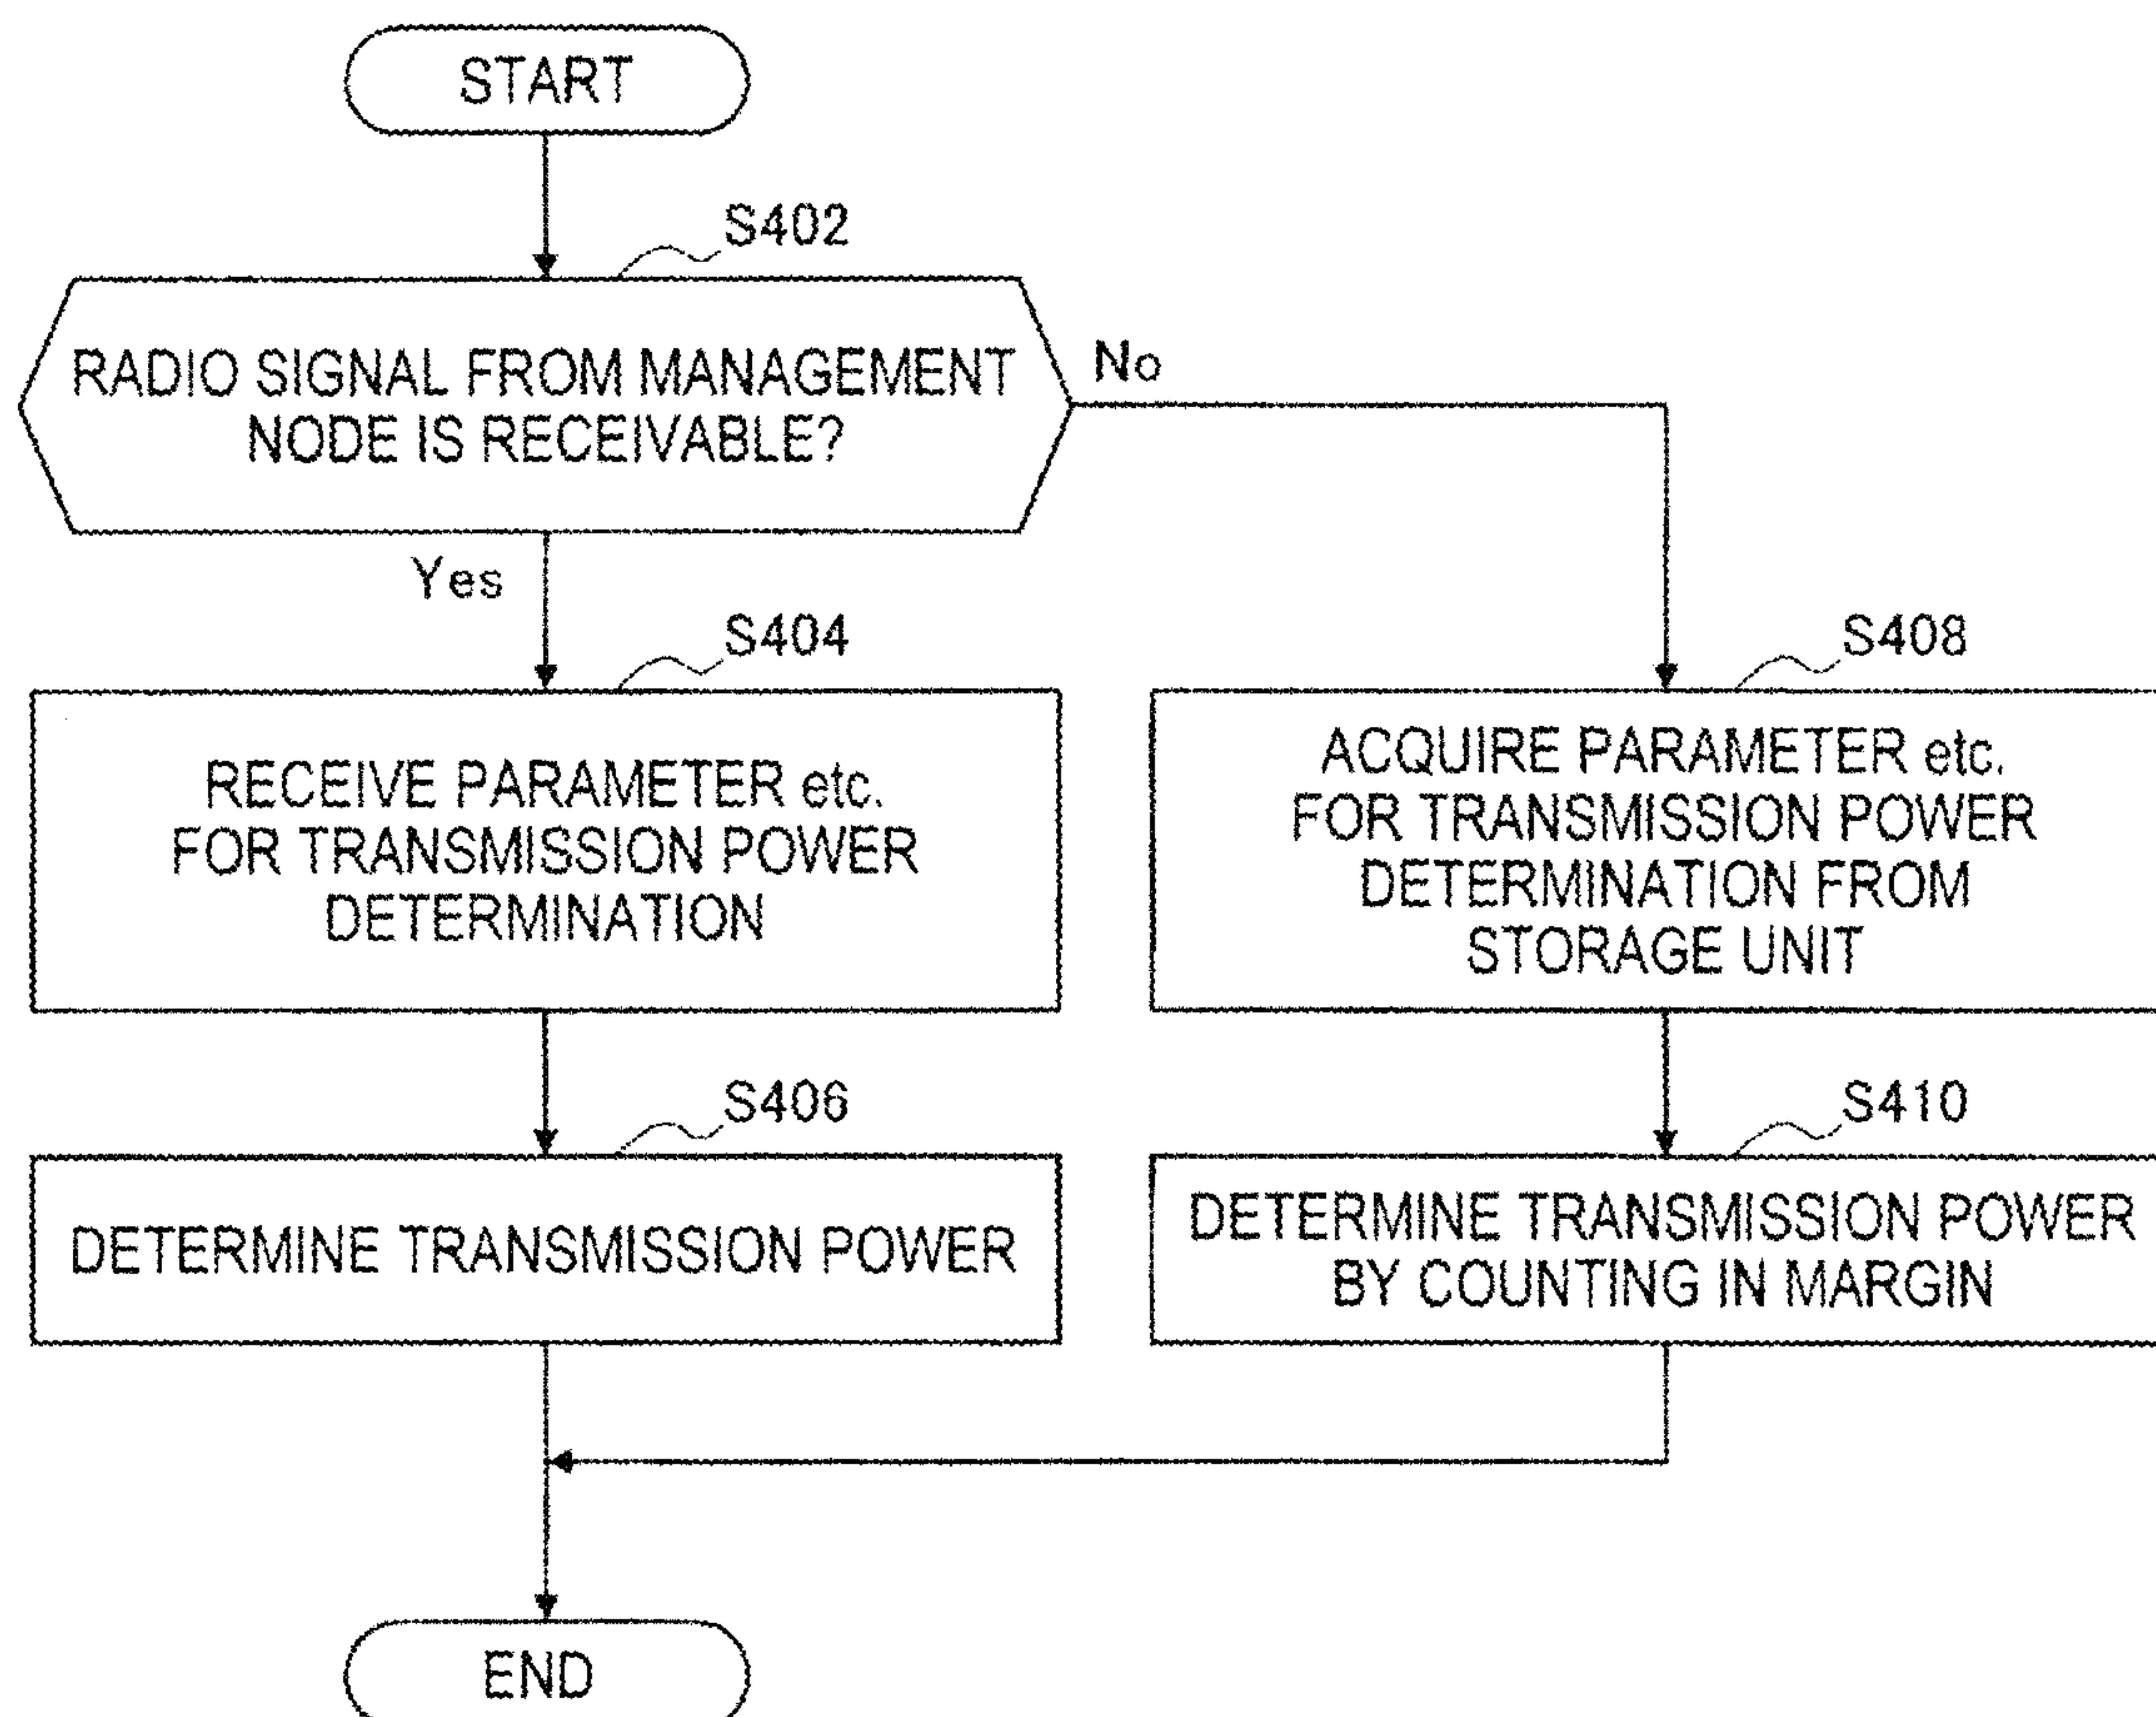 START
S402
RADIO SIGNAL FROM MANAGEMENT
NODE IS RECEIVABLE?
No
Yes
S404
RECEIVE PARAMETER etc.
FOR TRANSMISSION POWER
DETERMINATION
S408
ACQUIRE PARAMETER etc.
FOR TRANSMISSION POWER
DETERMINATION FROM
STORAGE UNIT
S406
DETERMINE TRANSMISSION POWER
S410
DETERMINE TRANSMISSION POWER
BY COUNTING IN MARGIN
END